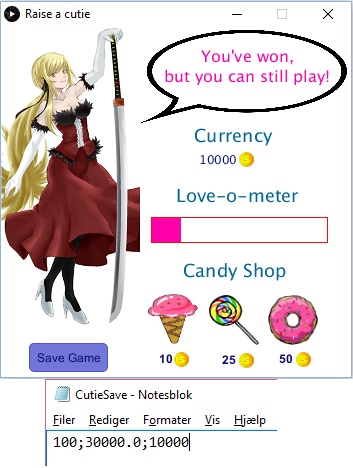 Raise a cutie
You've won,
but you can still play!
Currency
10000
Love-o-meter
Candy Shop
10
25
50
Save Game
CutieSave - Notesblok
Filer Rediger Formater Vis Hjælp
100;30000.0;10000